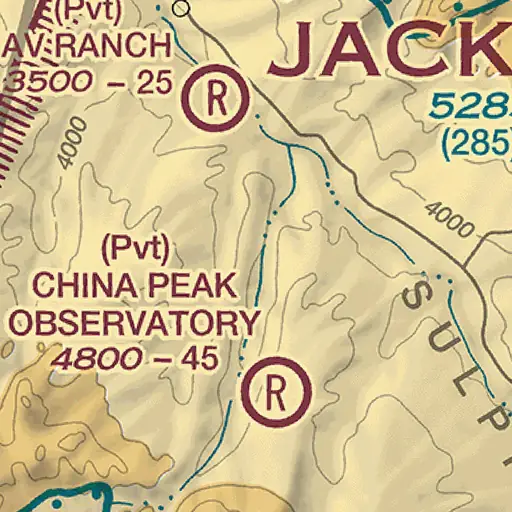 (Pvt)
AV RANCH
3500 – 25
R
JACK
528
(285)
4000
4000
(Pvt)
CHINA PEAK
OBSERVATORY
4800 – 45
R
SULP